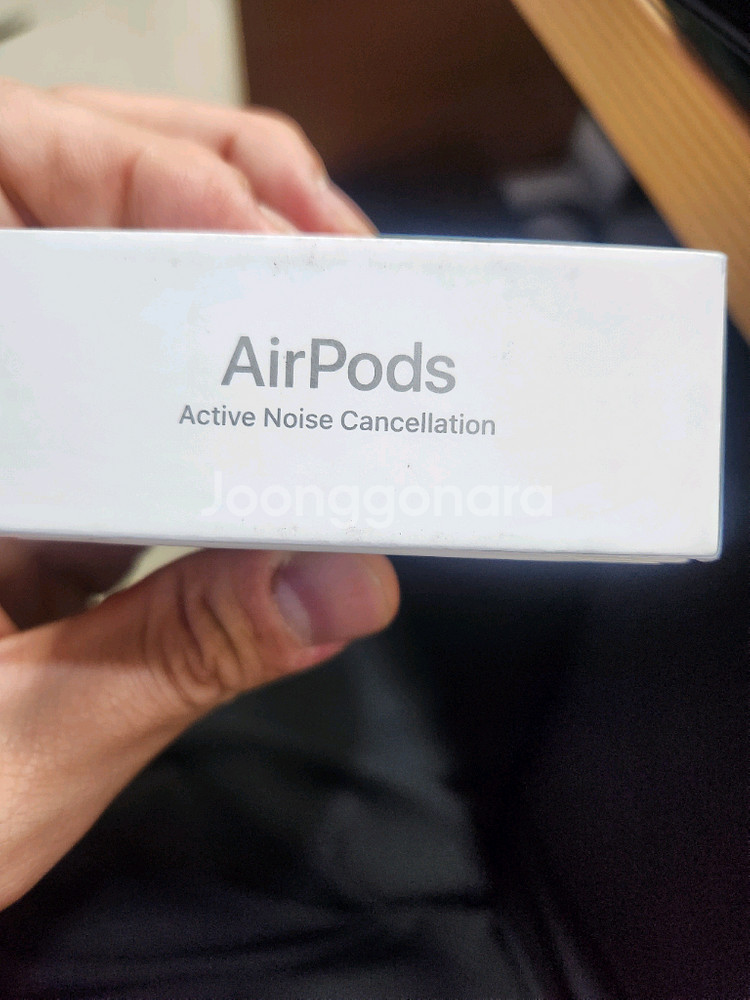 AirPods
Active Noise Cancellation
Joonggonara